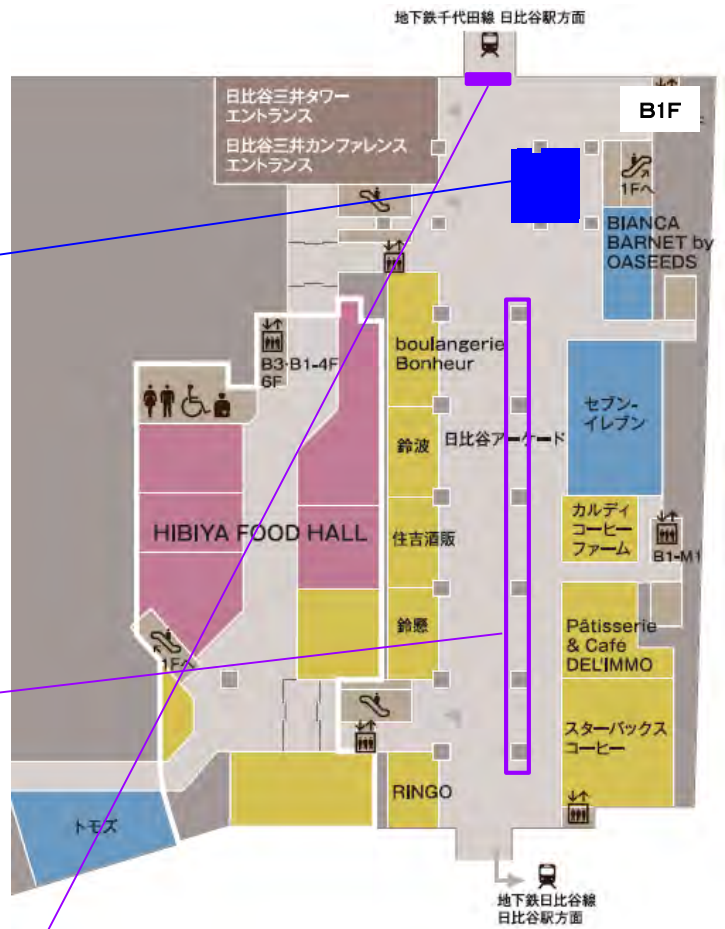 地下鉄千代田線 日比谷駅方面
日比谷三井タワー
エントランス
日比谷三井カンファレンス
エントランス
B1F
1Fへ
BIANCA
BARNET by
OASEEDS
B3·B1-4F
6F
boulangerie
Bonheur
セブン-
イレブン
鈴波
日比谷アーケード
HIBIYA FOOD HALL
住吉酒販
カルディ
コーヒー
ファーム
B1-M1
鈴懸
Pâtisserie
& Café
DEL'IMMO
1Fへ
スターバックス
コーヒー
RINGO
トモズ
地下鉄日比谷線
日比谷駅方面